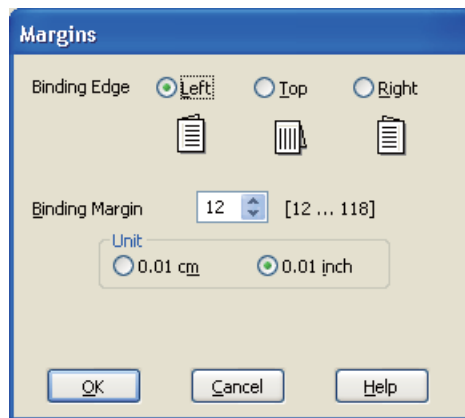 Margins
Binding Edge Left Top Right
Binding Margin 12 [12 ... 118]
Unit
0.01 cm 0.01 inch
OK Cancel Help